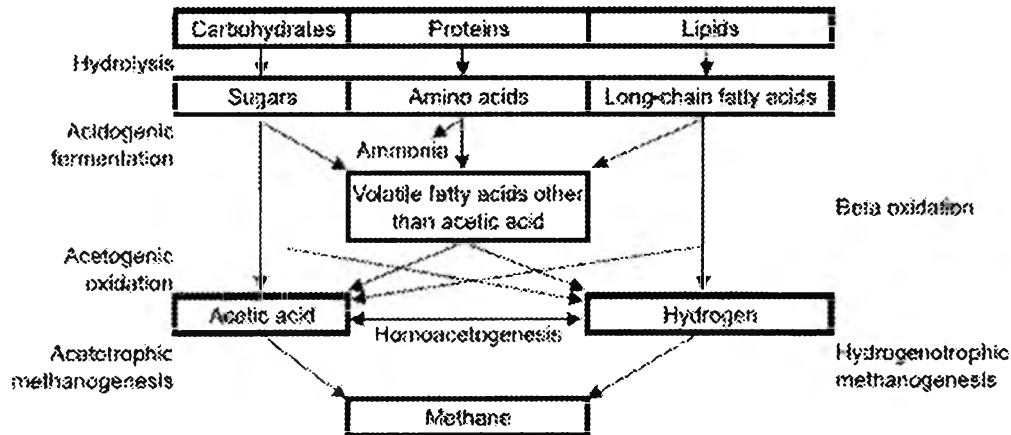 Carbohydrates Proteins Lipids
Hydrolysis
Sugars Amino acids Long-chain fatty acids
Acidogenic
fermentation
Ammonia
Volatile fatty acids other
than acetic acid
Beta oxidation
Acetogenic
oxidation
Acetic acid Hydrogen
Homoacetogenesis
Acetotrophic
methanogenesis
Hydrogenotrophic
methanogenesis
Methane